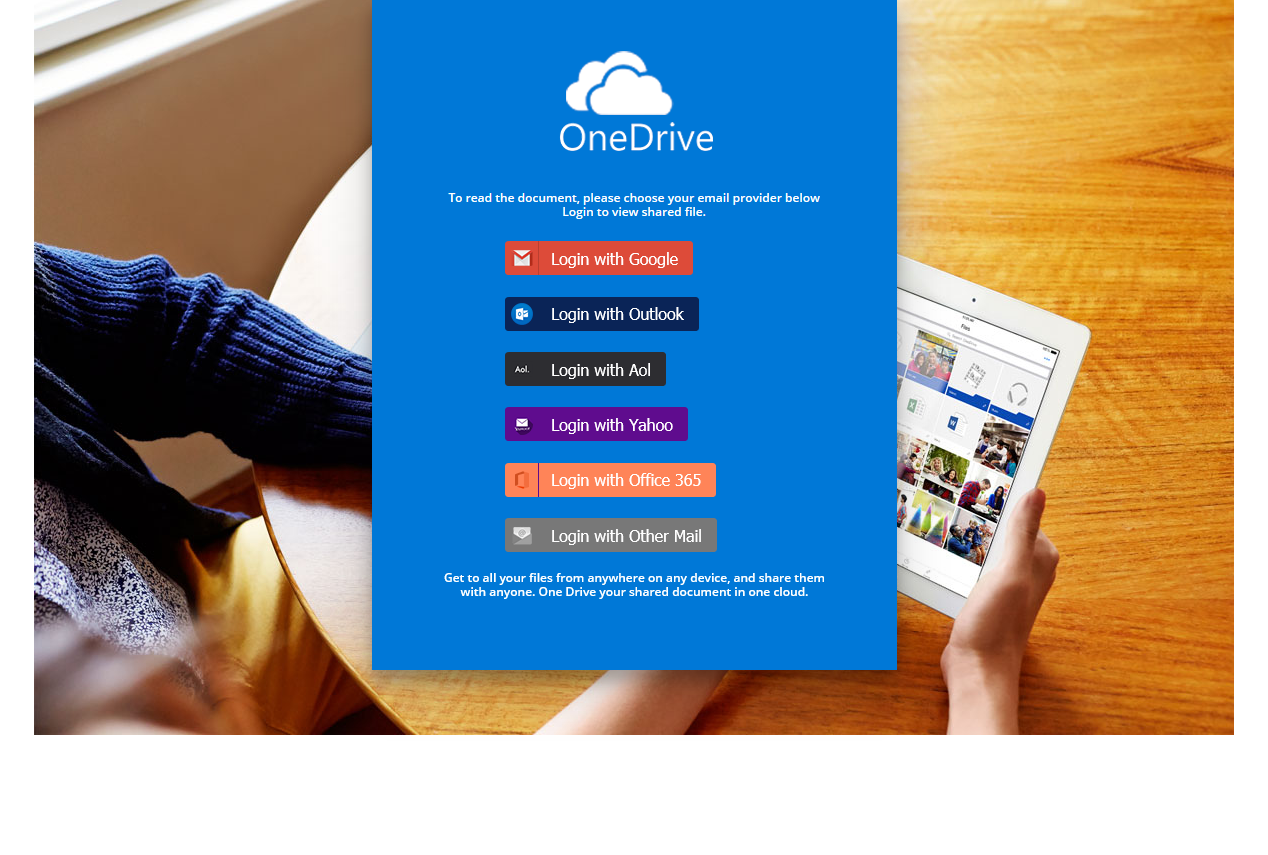 OneDrive
To read the document, please choose your email provider below
Login to view shared file.
Login with Google
Login with Outlook
Aol.
Login with Aol
Login with Yahoo
Login with Office 365
Login with Other Mail
Get to all your files from anywhere on any device, and share them
with anyone. One Drive your shared document in one cloud.
Files